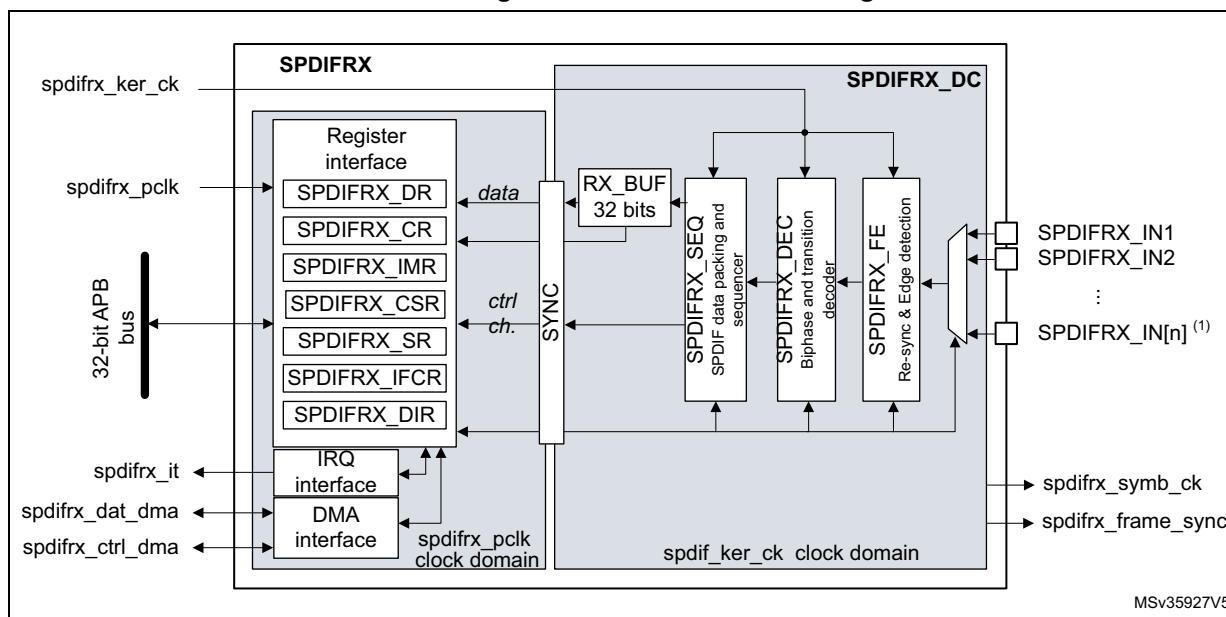 SPDIFRX
SPDIFRX_DC
spdifrx_ker_ck
Register
interface
spdifrx_pclk
SPDIFRX_DR
SPDIFRX_CR
SPDIFRX_IMR
SPDIFRX_CSR
SPDIFRX_SR
SPDIFRX_IFCR
SPDIFRX_DIR
32-bit APB
bus
data
ctrl
ch.
SYNC
RX_BUF
32 bits
SPDIFRX_SEQ
SPDIF data packing and
sequencer
SPDIFRX_DEC
Biphase and transition
decoder
SPDIFRX_FE
Re-sync & Edge detection
SPDIFRX_IN1
SPDIFRX_IN2
...
SPDIFRX_IN[n] (1)
spdifrx_it
IRQ
interface
spdifrx_dat_dma
spdifrx_ctrl_dma
DMA
interface
spdifrx_pclk
clock domain
spdif_ker_ck clock domain
spdifrx_symb_ck
spdifrx_frame_sync
MSv35927V5